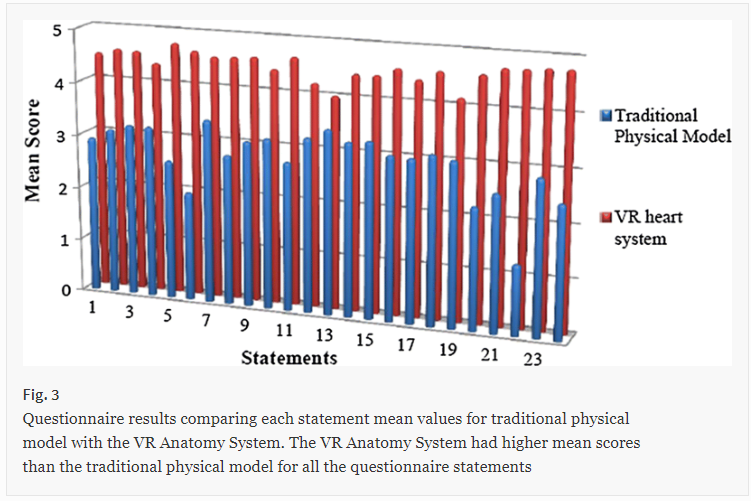 5
4
3
2
1
0
Mean Score
1 3 5 7 9 11 13 15 17 19 21 23
Statements
Traditional
Physical Model
VR heart
system
Fig. 3
Questionnaire results comparing each statement mean values for traditional physical
model with the VR Anatomy System. The VR Anatomy System had higher mean scores
than the traditional physical model for all the questionnaire statements